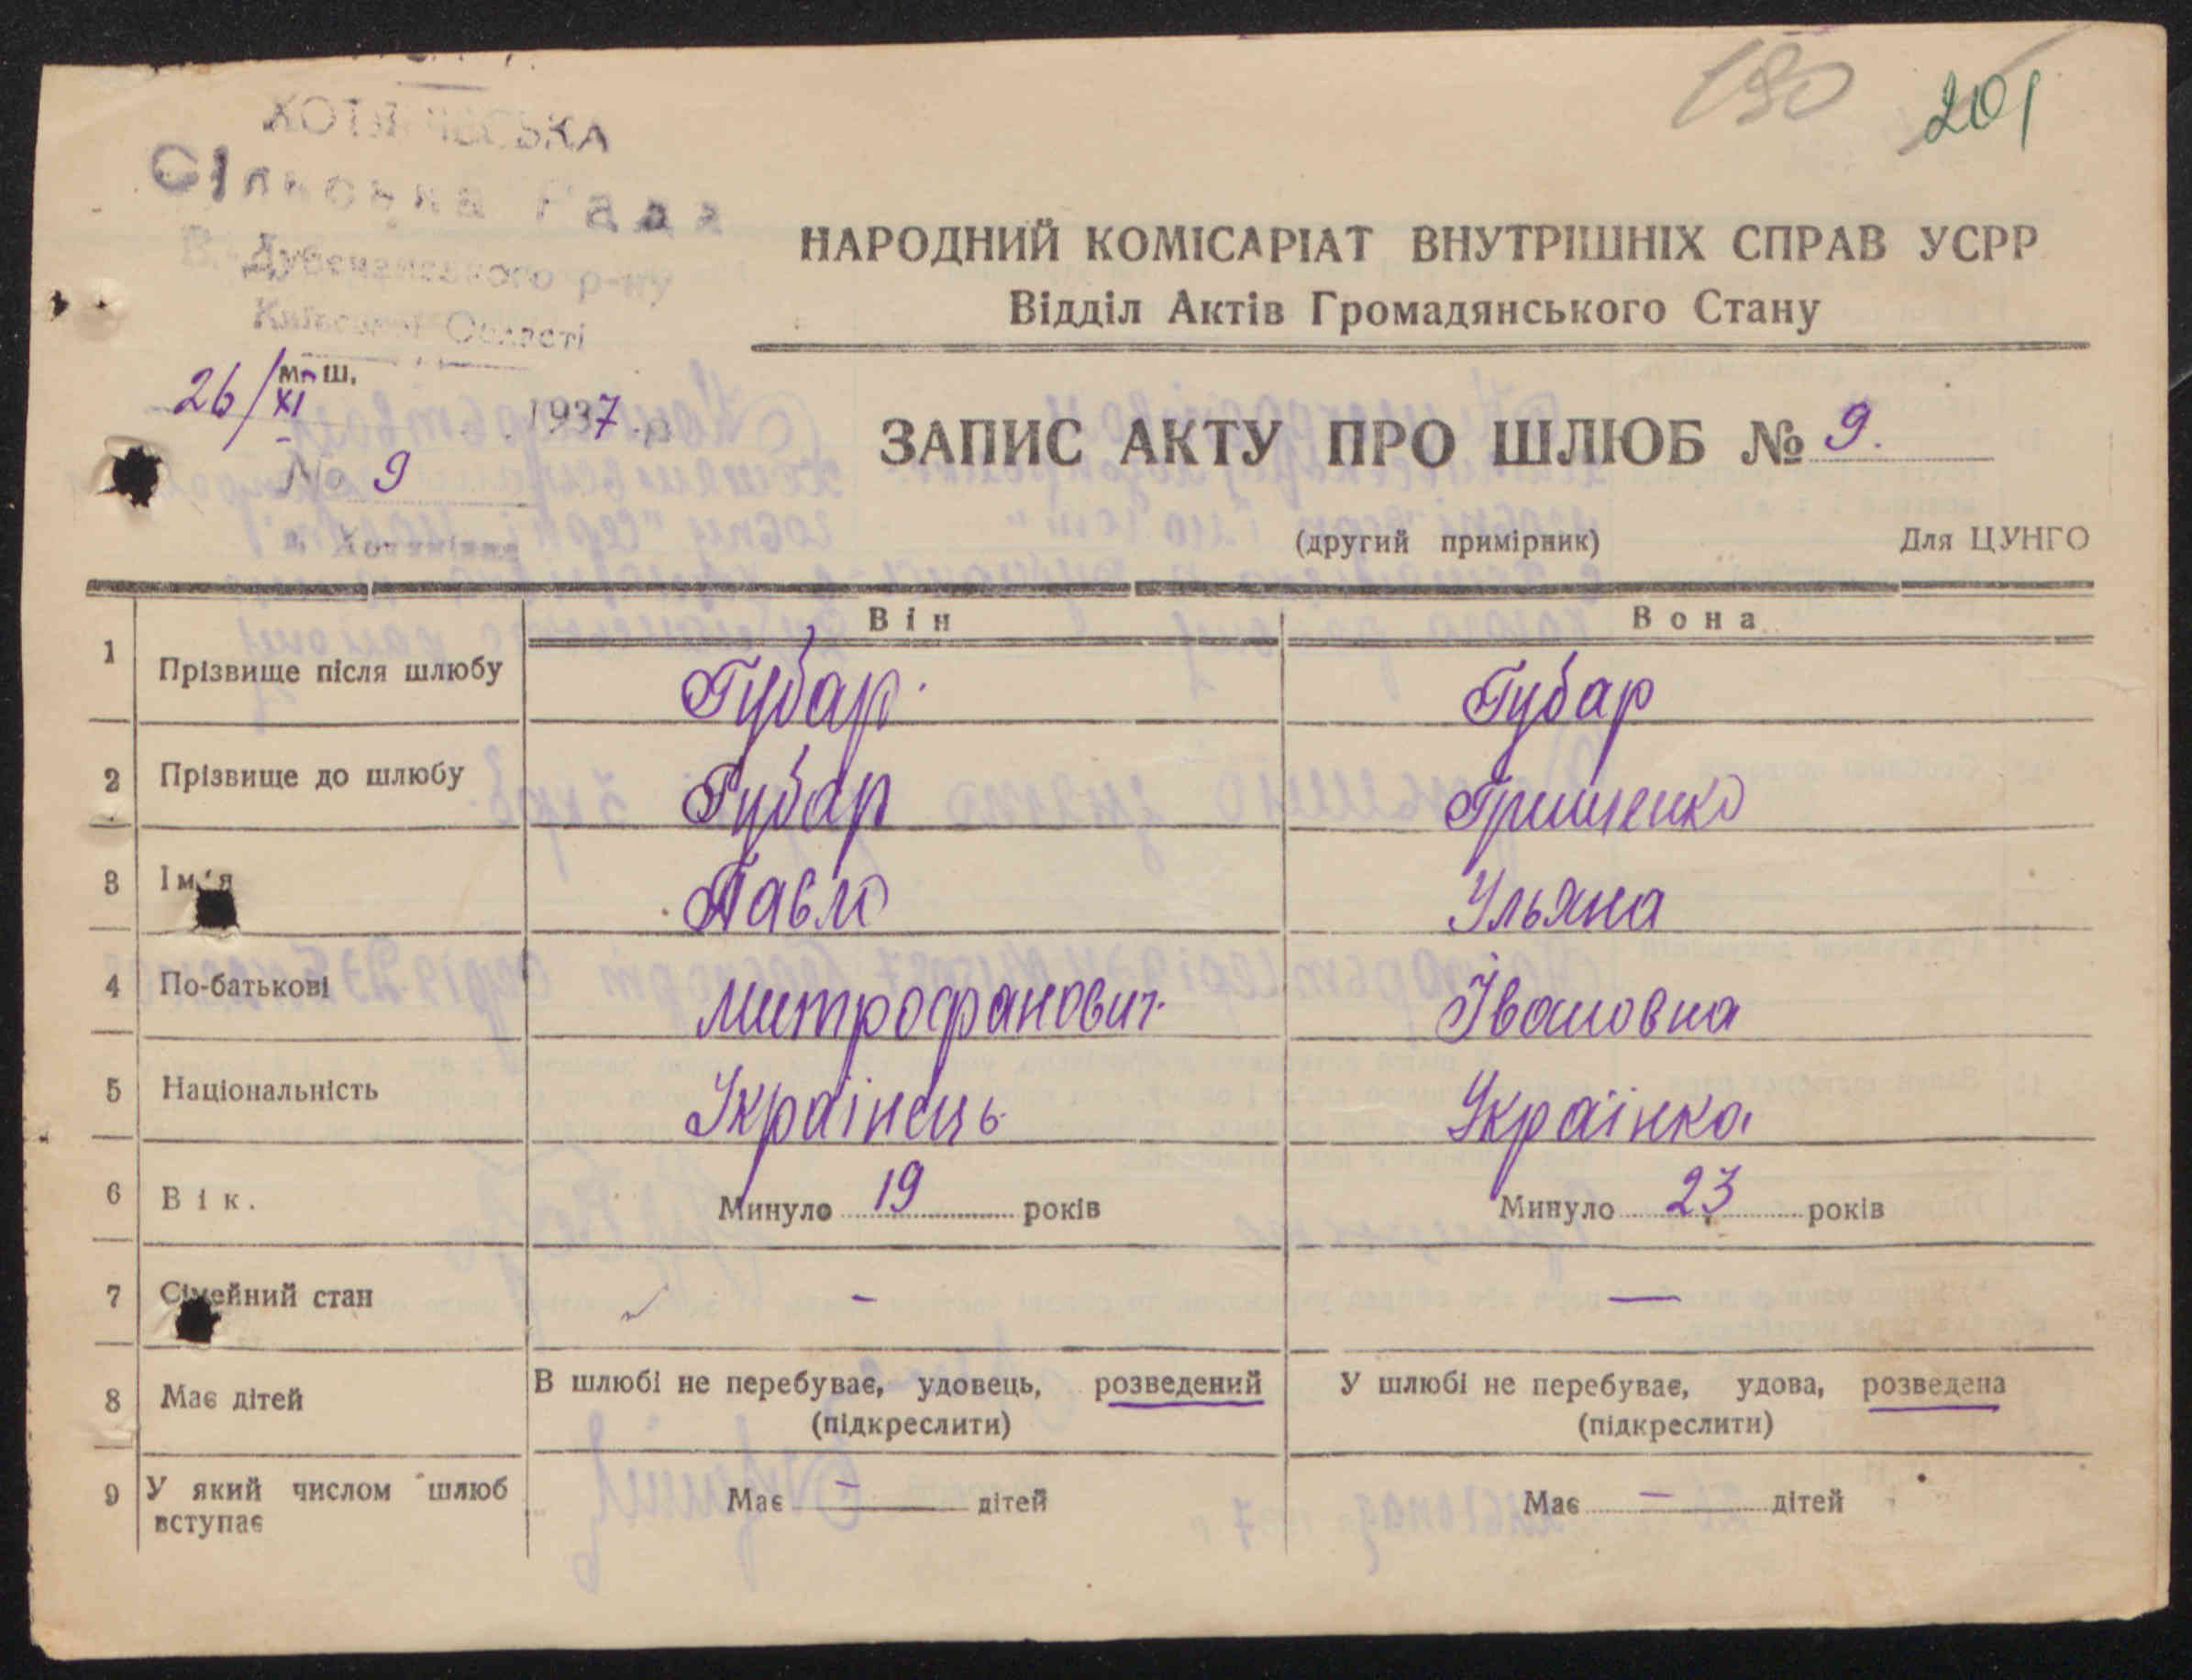 190 201
Сільська Рада
Київської Області
НАРОДНИЙ КОМІСАРІАТ ВНУТРІШНІХ СПРАВ УСРР
Відділ Актів Громадянського Стану
м. ш.
26/XI 1937 р.
№ 9
ЗАПИС АКТУ ПРО ШЛЮБ № 9.
(другий примірник) Для ЦУНГО
Він Вона
1 Прізвище після шлюбу Губар Губар
2 Прізвище до шлюбу Губар Грищенко
3 Ім'я Павло Ульяна
4 По-батькові Митрофанович Івановна
5 Національність Українець Українка
6 Вік. Минуло 19 років Минуло 23 років
7 Сімейний стан — —
8 Має дітей В шлюбі не перебуває, удовець, розведений У шлюбі не перебуває, удова, розведена
(підкреслити) (підкреслити)
9 У який числом шлюб Має — дітей Має — дітей
вступає